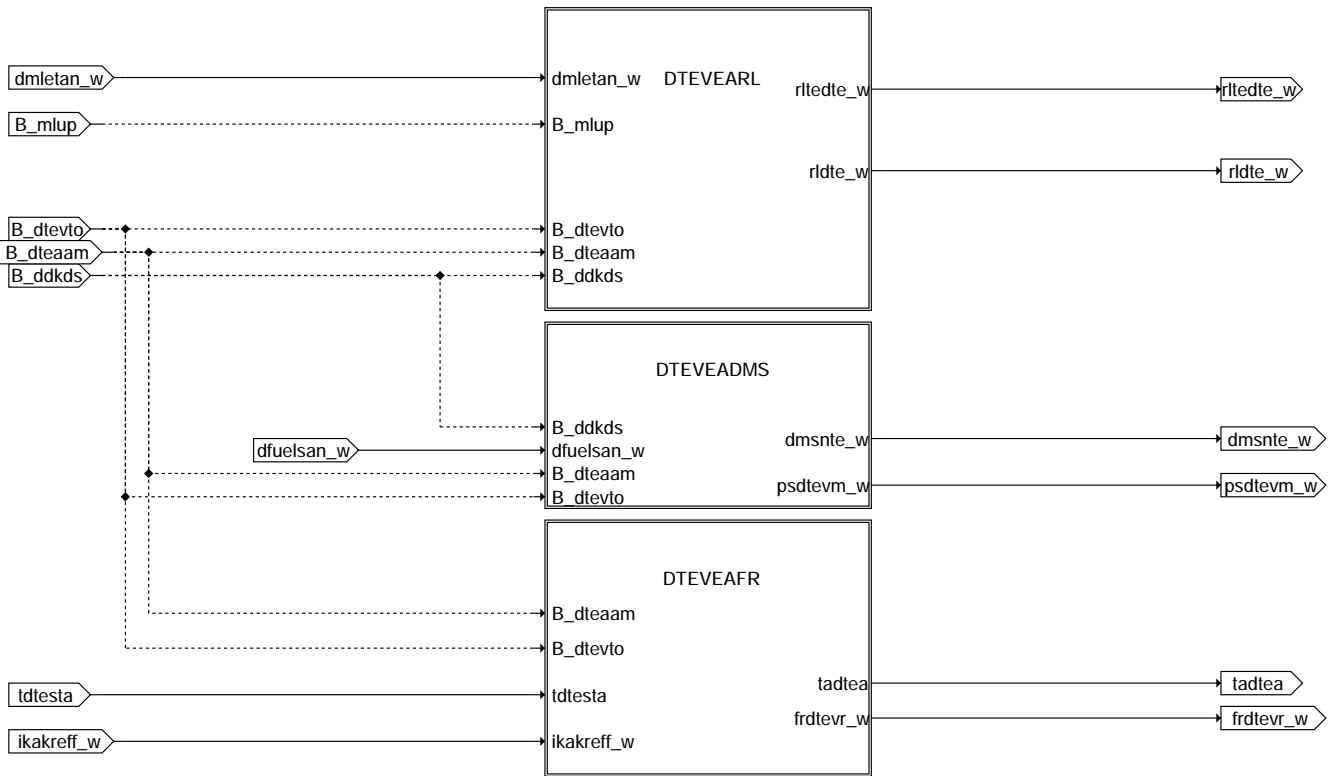 dmletan_w
dmletan_w
DTEVEARL
rltedte_w
rltedte_w
B_mlup
B_mlup
rldte_w
rldte_w
B_dtevto
B_dtevto
B_dteaam
B_dteaam
B_ddkds
B_ddkds
DTEVEADMS
B_ddkds
dmsnte_w
dmsnte_w
dfuelsan_w
dfuelsan_w
B_dteaam
psdtevm_w
psdtevm_w
B_dtevto
DTEVEAFR
B_dteaam
B_dtevto
tadtea
tadtea
tdtesta
tdtesta
frdtevr_w
frdtevr_w
ikakreff_w
ikakreff_w